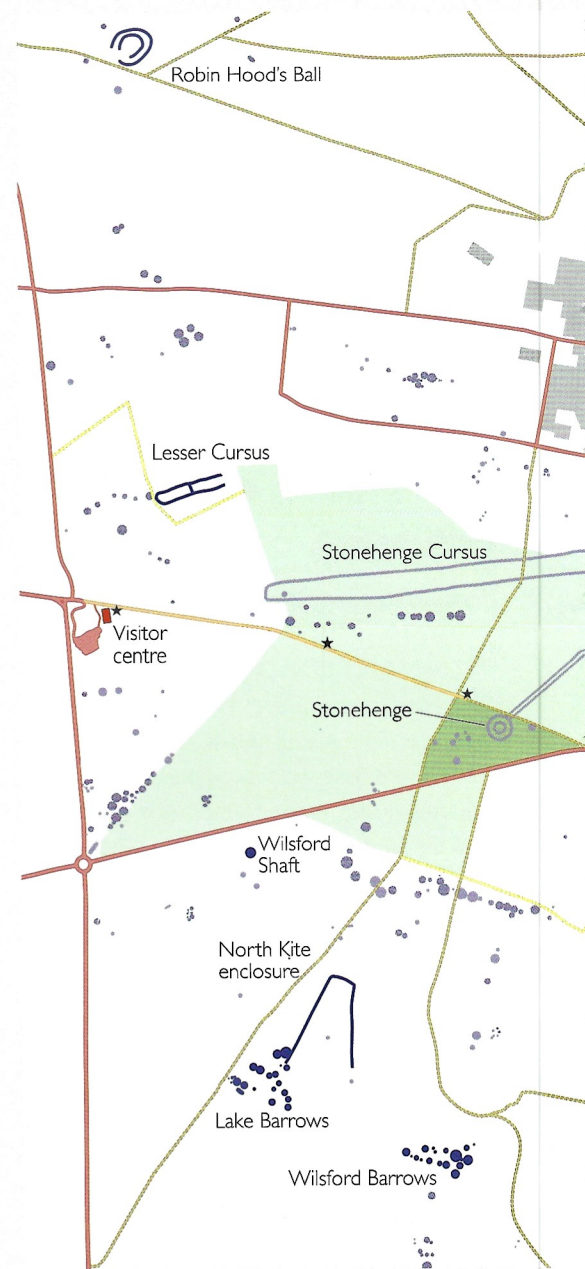 Robin Hood's Ball
Lesser Cursus
Stonehenge Cursus
Visitor
centre
Stonehenge
Wilsford
Shaft
North Kite
enclosure
Lake Barrows
Wilsford Barrows